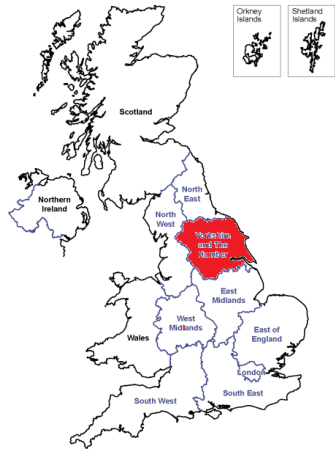 Orkney
Islands
Shetland
Islands
Scotland
North
East
Northern
Ireland
North
West
Yorkshire
and The
Humber
East
Midlands
West
Midlands
East of
England
Wales
London
South West
South East